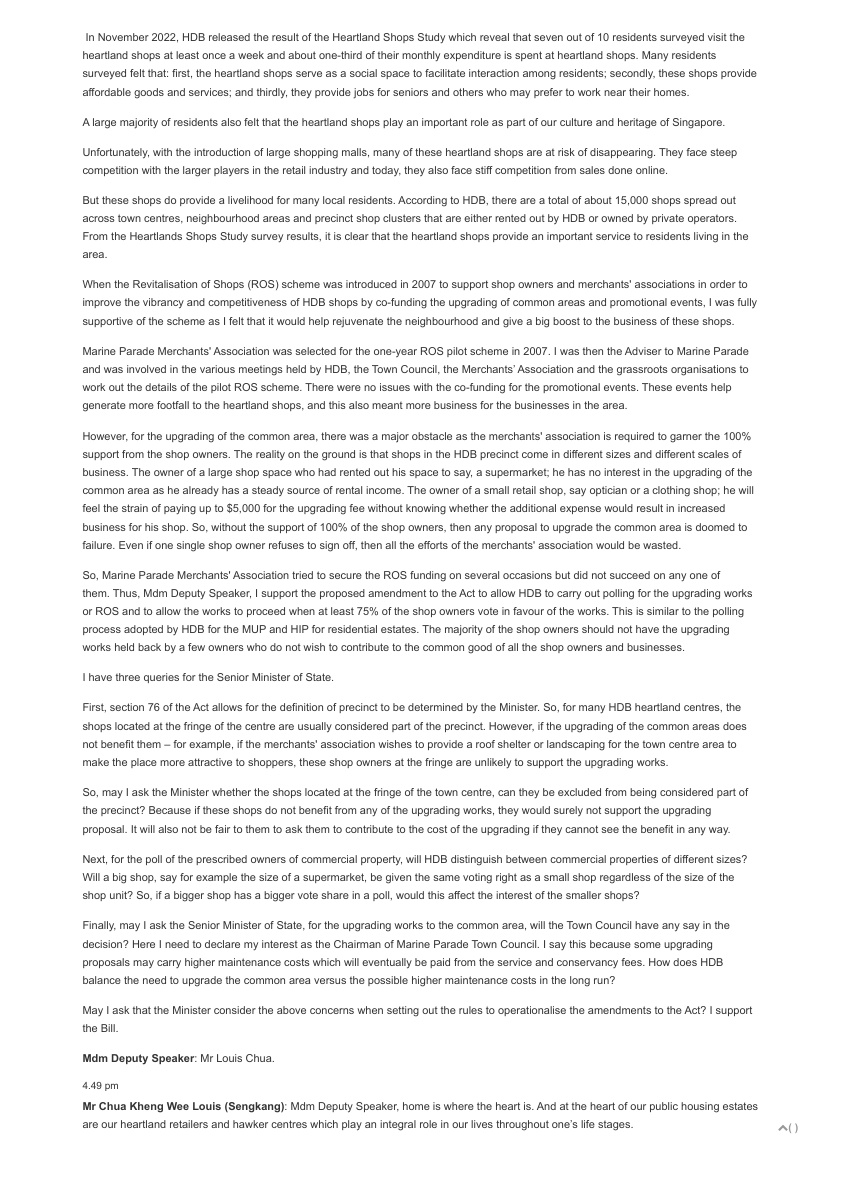 In November 2022, HDB released the result of the Heartland Shops Study which reveal that seven out of 10 residents surveyed visit the
heartland shops at least once a week and about one-third of their monthly expenditure is spent at heartland shops. Many residents
surveyed felt that: first, the heartland shops serve as a social space to facilitate interaction among residents; secondly, these shops provide
affordable goods and services; and thirdly, they provide jobs for seniors and others who may prefer to work near their homes.
A large majority of residents also felt that the heartland shops play an important role as part of our culture and heritage of Singapore.
Unfortunately, with the introduction of large shopping malls, many of these heartland shops are at risk of disappearing. They face steep
competition with the larger players in the retail industry and today, they also face stiff competition from sales done online.
But these shops do provide a livelihood for many local residents. According to HDB, there are a total of about 15,000 shops spread out
across town centres, neighbourhood areas and precinct shop clusters that are either rented out by HDB or owned by private operators.
From the Heartlands Shops Study survey results, it is clear that the heartland shops provide an important service to residents living in the
area.
When the Revitalisation of Shops (ROS) scheme was introduced in 2007 to support shop owners and merchants' associations in order to
improve the vibrancy and competitiveness of HDB shops by co-funding the upgrading of common areas and promotional events, I was fully
supportive of the scheme as I felt that it would help rejuvenate the neighbourhood and give a big boost to the business of these shops.
Marine Parade Merchants' Association was selected for the one-year ROS pilot scheme in 2007. I was then the Adviser to Marine Parade
and was involved in the various meetings held by HDB, the Town Council, the Merchants' Association and the grassroots organisations to
work out the details of the pilot ROS scheme. There were no issues with the co-funding for the promotional events. These events help
generate more footfall to the heartland shops, and this also meant more business for the businesses in the area.
However, for the upgrading of the common area, there was a major obstacle as the merchants' association is required to garner the 100%
support from the shop owners. The reality on the ground is that shops in the HDB precinct come in different sizes and different scales of
business. The owner of a large shop space who had rented out his space to say, a supermarket; he has no interest in the upgrading of the
common area as he already has a steady source of rental income. The owner of a small retail shop, say optician or a clothing shop; he will
feel the strain of paying up to $5,000 for the upgrading fee without knowing whether the additional expense would result in increased
business for his shop. So, without the support of 100% of the shop owners, then any proposal to upgrade the common area is doomed to
failure. Even if one single shop owner refuses to sign off, then all the efforts of the merchants' association would be wasted.
So, Marine Parade Merchants' Association tried to secure the ROS funding on several occasions but did not succeed on any one of
them. Thus, Mdm Deputy Speaker, I support the proposed amendment to the Act to allow HDB to carry out polling for the upgrading works
or ROS and to allow the works to proceed when at least 75% of the shop owners vote in favour of the works. This is similar to the polling
process adopted by HDB for the MUP and HIP for residential estates. The majority of the shop owners should not have the upgrading
works held back by a few owners who do not wish to contribute to the common good of all the shop owners and businesses.
I have three queries for the Senior Minister of State.
First, section 76 of the Act allows for the definition of precinct to be determined by the Minister. So, for many HDB heartland centres, the
shops located at the fringe of the centre are usually considered part of the precinct. However, if the upgrading of the common areas does
not benefit them – for example, if the merchants' association wishes to provide a roof shelter or landscaping for the town centre area to
make the place more attractive to shoppers, these shop owners at the fringe are unlikely to support the upgrading works.
So, may I ask the Minister whether the shops located at the fringe of the town centre, can they be excluded from being considered part of
the precinct? Because if these shops do not benefit from any of the upgrading works, they would surely not support the upgrading
proposal. It will also not be fair to them to ask them to contribute to the cost of the upgrading if they cannot see the benefit in any way.
Next, for the poll of the prescribed owners of commercial property, will HDB distinguish between commercial properties of different sizes?
Will a big shop, say for example the size of a supermarket, be given the same voting right as a small shop regardless of the size of the
shop unit? So, if a bigger shop has a bigger vote share in a poll, would this affect the interest of the smaller shops?
Finally, may I ask the Senior Minister of State, for the upgrading works to the common area, will the Town Council have any say in the
decision? Here I need to declare my interest as the Chairman of Marine Parade Town Council. I say this because some upgrading
proposals may carry higher maintenance costs which will eventually be paid from the service and conservancy fees. How does HDB
balance the need to upgrade the common area versus the possible higher maintenance costs in the long run?
May I ask that the Minister consider the above concerns when setting out the rules to operationalise the amendments to the Act? I support
the Bill.
Mdm Deputy Speaker: Mr Louis Chua.
4.49 pm
Mr Chua Kheng Wee Louis (Sengkang): Mdm Deputy Speaker, home is where the heart is. And at the heart of our public housing estates
are our heartland retailers and hawker centres which play an integral role in our lives throughout one's life stages.
( )